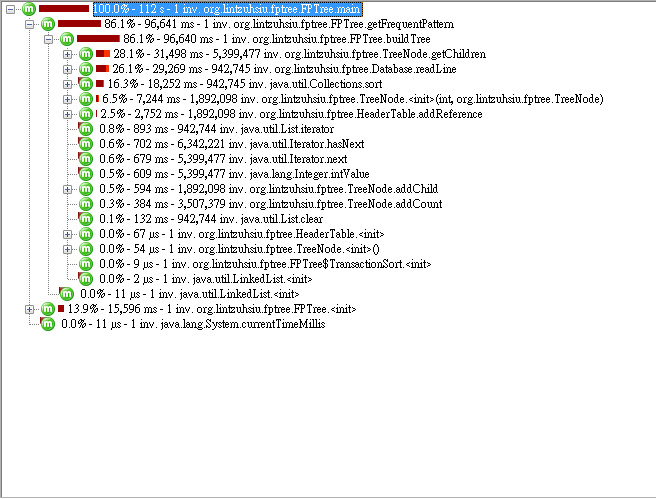 100.0% - 112 s - 1 inv. org.lintzuhsiu.fptree.FPTree.main
86.1% - 96,641 ms - 1 inv. org.lintzuhsiu.fptree.FPTree.getFrequentPattern
86.1% - 96,640 ms - 1 inv. org.lintzuhsiu.fptree.FPTree.buildTree
28.1% - 31,498 ms - 5,399,477 inv. org.lintzuhsiu.fptree.TreeNode.getChildren
26.1% - 29,269 ms - 942,745 inv. org.lintzuhsiu.fptree.Database.readLine
16.3% - 18,252 ms - 942,745 inv. java.util.Collections.sort
6.5% - 7,244 ms - 1,892,098 inv. org.lintzuhsiu.fptree.TreeNode.<init>(int, org.lintzuhsiu.fptree.TreeNode)
2.5% - 2,752 ms - 1,892,098 inv. org.lintzuhsiu.fptree.HeaderTable.addReference
0.8% - 893 ms - 942,744 inv. java.util.List.iterator
0.6% - 702 ms - 6,342,221 inv. java.util.Iterator.hasNext
0.6% - 679 ms - 5,399,477 inv. java.util.Iterator.next
0.5% - 609 ms - 5,399,477 inv. java.lang.Integer.intValue
0.5% - 594 ms - 1,892,098 inv. org.lintzuhsiu.fptree.TreeNode.addChild
0.3% - 384 ms - 3,507,379 inv. org.lintzuhsiu.fptree.TreeNode.addCount
0.1% - 132 ms - 942,744 inv. java.util.List.clear
0.0% - 67 µs - 1 inv. org.lintzuhsiu.fptree.HeaderTable.<init>
0.0% - 54 µs - 1 inv. org.lintzuhsiu.fptree.TreeNode.<init>()
0.0% - 9 µs - 1 inv. org.lintzuhsiu.fptree.FPTree$TransactionSort.<init>
0.0% - 2 µs - 1 inv. java.util.LinkedList.<init>
0.0% - 11 µs - 1 inv. java.util.LinkedList.<init>
13.9% - 15,596 ms - 1 inv. org.lintzuhsiu.fptree.FPTree.<init>
0.0% - 11 µs - 1 inv. java.lang.System.currentTimeMillis